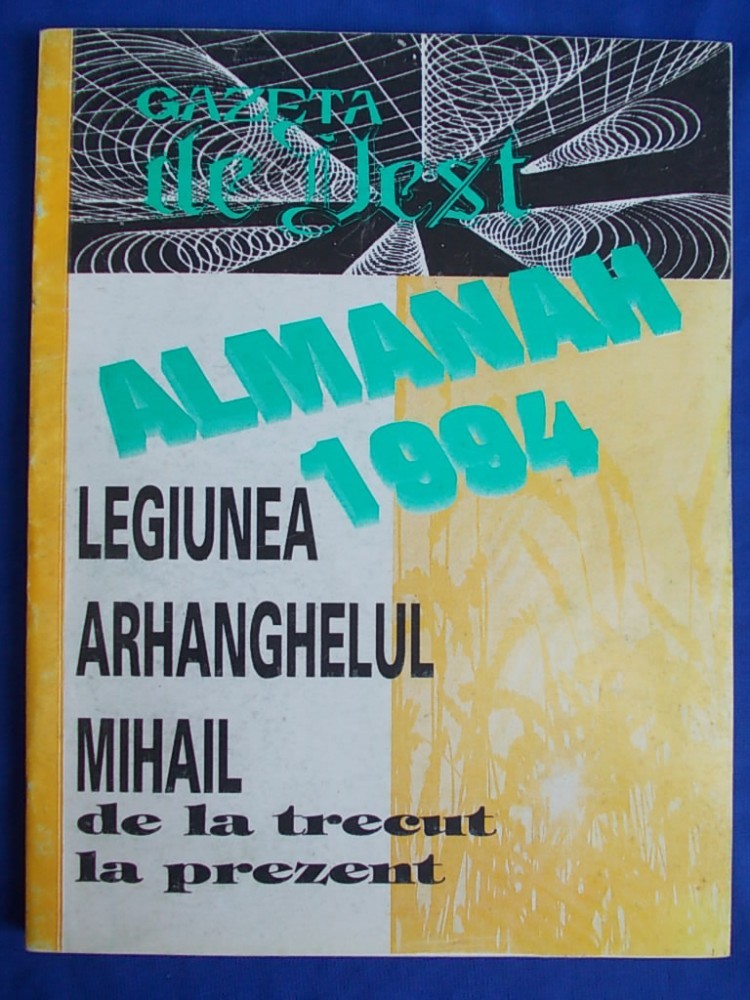 GAZETA
de Vest
ALMANAH
1994
LEGIUNEA
ARHANGHELUL
MIHAIL
de la trecut
la prezent